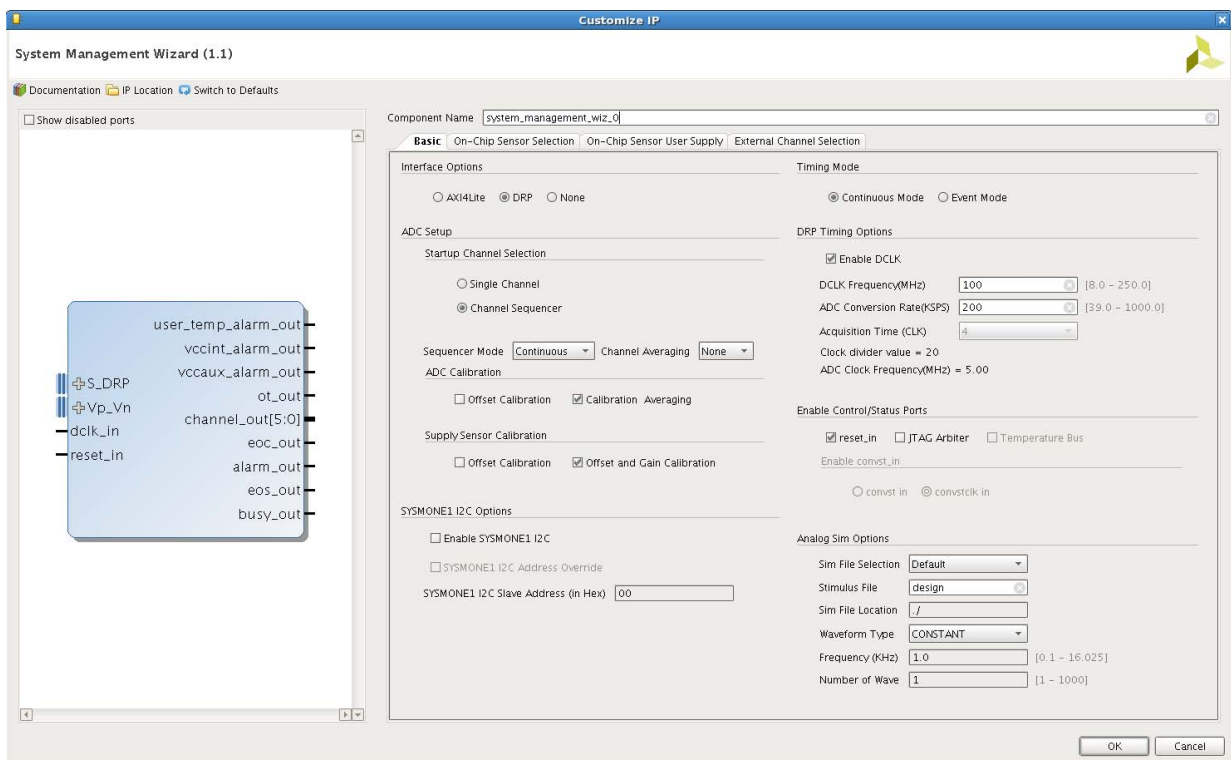 Customize IP
System Management Wizard (1.1)
Documentation IP Location Switch to Defaults
Show disabled ports
S_DRP
Vp_Vn
dclk_in
reset_in
user_temp_alarm_out
vccint_alarm_out
vccaux_alarm_out
ot_out
channel_out[5:0]
eoc_out
alarm_out
eos_out
busy_out
Component Name system_management_wiz_0
Basic On-Chip Sensor Selection On-Chip Sensor User Supply External Channel Selection
Interface Options
AXI4Lite DRP None
ADC Setup
Startup Channel Selection
Single Channel
Channel Sequencer
Sequencer Mode Continuous Channel Averaging None
ADC Calibration
Offset Calibration Calibration Averaging
Supply Sensor Calibration
Offset Calibration Offset and Gain Calibration
SYSMONE1 I2C Options
Enable SYSMONE1 I2C
SYSMONE1 I2C Address Override
SYSMONE1 I2C Slave Address (in Hex) 00
Timing Mode
Continuous Mode Event Mode
DRP Timing Options
Enable DCLK
DCLK Frequency(MHz) 100 [8.0 - 250.0]
ADC Conversion Rate(KSPS) 200 [39.0 - 1000.0]
Acquisition Time (CLK) 4
Clock divider value = 20
ADC Clock Frequency(MHz) = 5.00
Enable Control/Status Ports
reset_in JTAG Arbiter Temperature Bus
Enable convst_in
convst in convstclk in
Analog Sim Options
Sim File Selection Default
Stimulus File design
Sim File Location ./
Waveform Type CONSTANT
Frequency (KHz) 1.0 [0.1 - 16.025]
Number of Wave 1 [1 - 1000]
OK Cancel